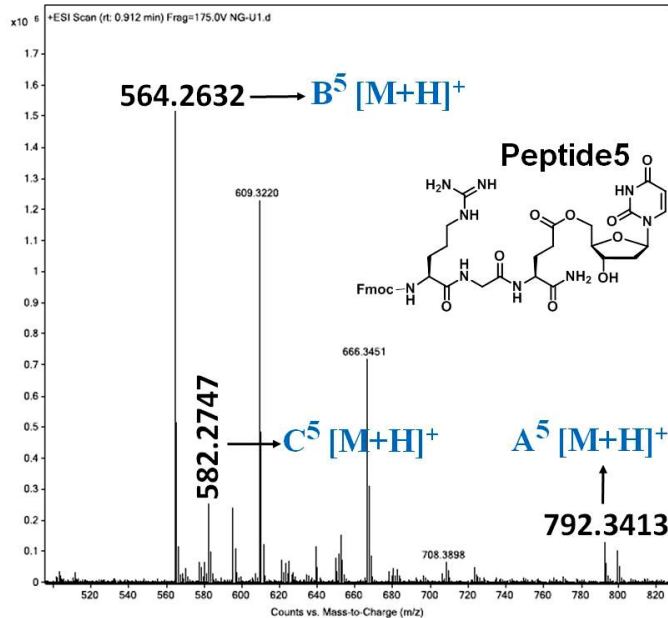 x10 6
+ESI Scan (rt: 0.912 min) Frag=175.0V NG-U1.d
1.7
1.6
1.5
1.4
1.3
1.2
1.1
1
0.9
0.8
0.7
0.6
0.5
0.4
0.3
0.2
0.1
0
564.2632
B⁵ [M+H]⁺
609.3220
Peptide5
H₂N
NH
NH
O
HN
O
N
O
O
O
OH
Fmoc
N
H
O
H
N
O
N
H
NH₂
O
666.3451
582.2747
C⁵ [M+H]⁺
A⁵ [M+H]⁺
792.3413
708.3898
520 540 560 580 600 620 640 660 680 700 720 740 760 780 800 820
Counts vs. Mass-to-Charge (m/z)